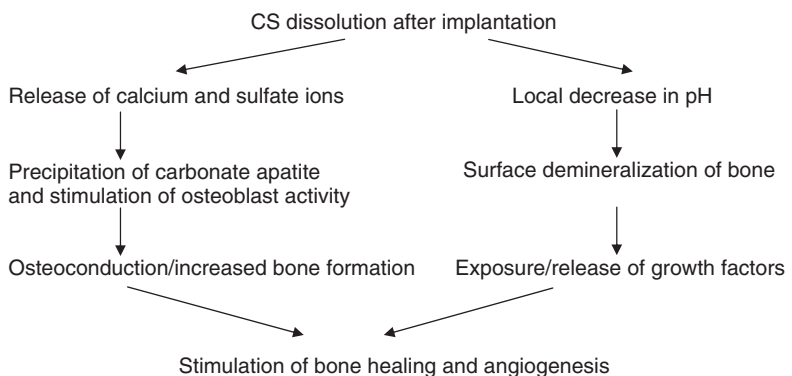 CS dissolution after implantation
Release of calcium and sulfate ions
Local decrease in pH
Precipitation of carbonate apatite
and stimulation of osteoblast activity
Surface demineralization of bone
Osteoconduction/increased bone formation
Exposure/release of growth factors
Stimulation of bone healing and angiogenesis